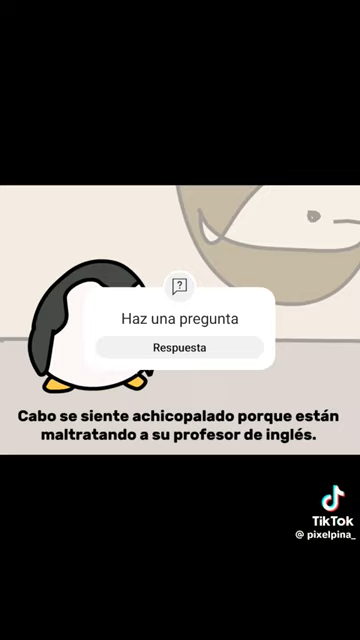 Haz una pregunta
Respuesta
Cabo se siente achicopalado porque están
maltratando a su profesor de inglés.
TikTok
@ pixelpina_